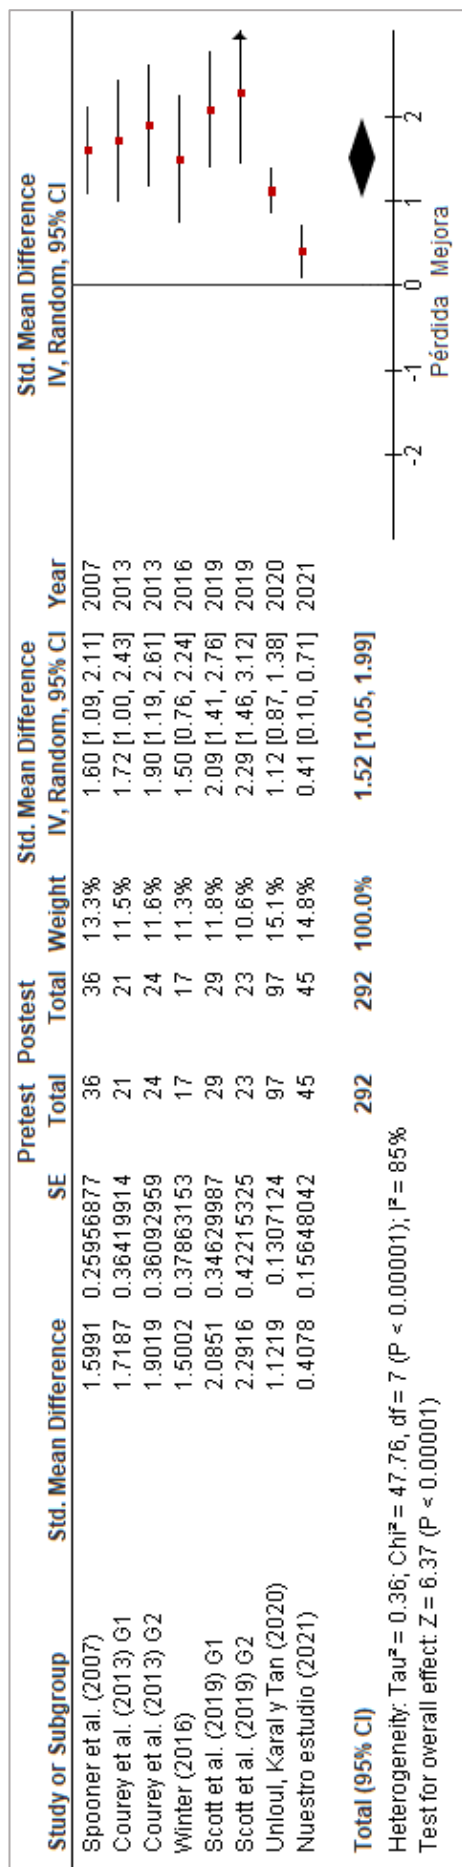 Pretest Postest Std. Mean Difference Std. Mean Difference
Study or Subgroup Std. Mean Difference SE Total Total Weight IV, Random, 95% CI Year IV, Random, 95% CI
Spooner et al. (2007) 1.5991 0.25956877 36 36 13.3% 1.60 [1.09, 2.11] 2007
Courey et al. (2013) G1 1.7187 0.36419914 21 21 11.5% 1.72 [1.00, 2.43] 2013
Courey et al. (2013) G2 1.9019 0.36092959 24 24 11.6% 1.90 [1.19, 2.61] 2013
Winter (2016) 1.5002 0.37863153 17 17 11.3% 1.50 [0.76, 2.24] 2016
Scott et al. (2019) G1 2.0851 0.34629987 29 29 11.8% 2.09 [1.41, 2.76] 2019
Scott et al. (2019) G2 2.2916 0.42215325 23 23 10.6% 2.29 [1.46, 3.12] 2019
Unloul, Karal y Tan (2020) 1.1219 0.1307124 97 97 15.1% 1.12 [0.87, 1.38] 2020
Nuestro estudio (2021) 0.4078 0.15648042 45 45 14.8% 0.41 [0.10, 0.71] 2021
Total (95% CI) 292 292 100.0% 1.52 [1.05, 1.99]
Heterogeneity: Tau² = 0.36; Chi² = 47.76, df = 7 (P < 0.00001); I² = 85%
Test for overall effect: Z = 6.37 (P < 0.00001)
-2 -1 0 1 2
Pérdida Mejora